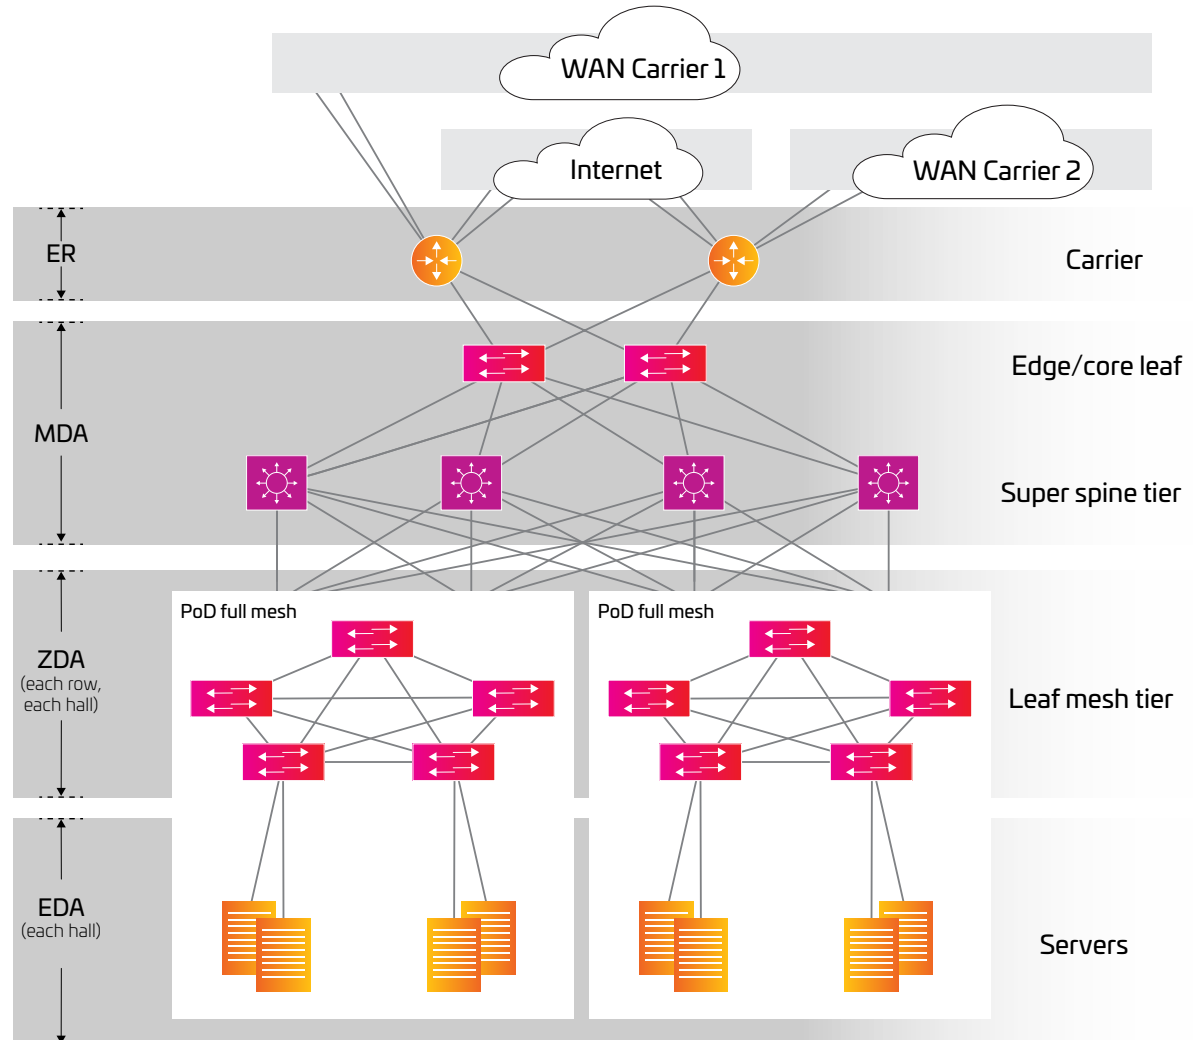 WAN Carrier 1
Internet
WAN Carrier 2
ER
Carrier
MDA
Edge/core leaf
Super spine tier
PoD full mesh
PoD full mesh
ZDA
(each row,
each hall)
Leaf mesh tier
EDA
(each hall)
Servers